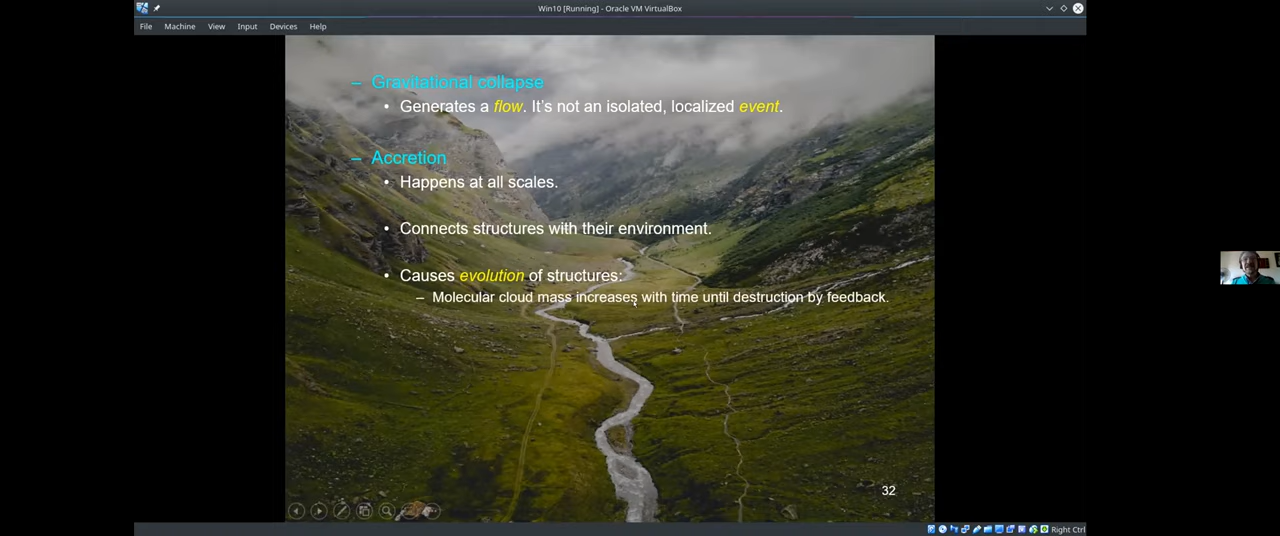 Win10 [Running] - Oracle VM VirtualBox
File Machine View Input Devices Help
– Gravitational collapse
• Generates a flow. It's not an isolated, localized event.
– Accretion
• Happens at all scales.
• Connects structures with their environment.
• Causes evolution of structures:
– Molecular cloud mass increases with time until destruction by feedback.
32
Right Ctrl